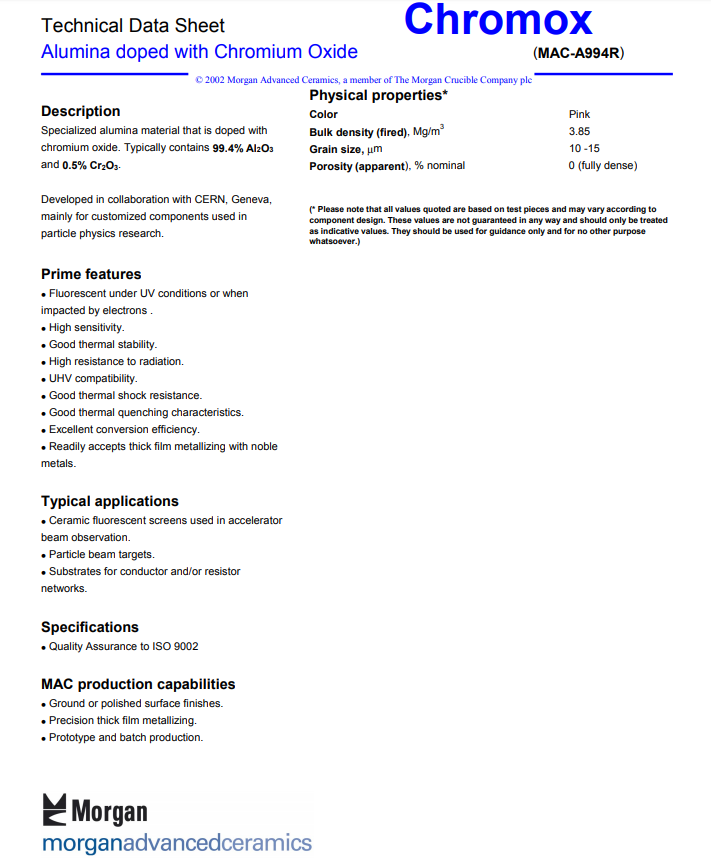 Technical Data Sheet
Chromox
Alumina doped with Chromium Oxide
(MAC-A994R)
© 2002 Morgan Advanced Ceramics, a member of The Morgan Crucible Company plc
Description
Specialized alumina material that is doped with
chromium oxide. Typically contains 99.4% Al₂O₃
and 0.5% Cr₂O₃.
Developed in collaboration with CERN, Geneva,
mainly for customized components used in
particle physics research.
Prime features
• Fluorescent under UV conditions or when
impacted by electrons .
• High sensitivity.
• Good thermal stability.
• High resistance to radiation.
• UHV compatibility.
• Good thermal shock resistance.
• Good thermal quenching characteristics.
• Excellent conversion efficiency.
• Readily accepts thick film metallizing with noble
metals.
Typical applications
• Ceramic fluorescent screens used in accelerator
beam observation.
• Particle beam targets.
• Substrates for conductor and/or resistor
networks.
Specifications
• Quality Assurance to ISO 9002
MAC production capabilities
• Ground or polished surface finishes.
• Precision thick film metallizing.
• Prototype and batch production.
Physical properties*
Color Pink
Bulk density (fired), Mg/m³ 3.85
Grain size, μm 10 -15
Porosity (apparent), % nominal 0 (fully dense)
(* Please note that all values quoted are based on test pieces and may vary according to
component design. These values are not guaranteed in any way and should only be treated
as indicative values. They should be used for guidance only and for no other purpose
whatsoever.)
Morgan
morganadvancedceramics